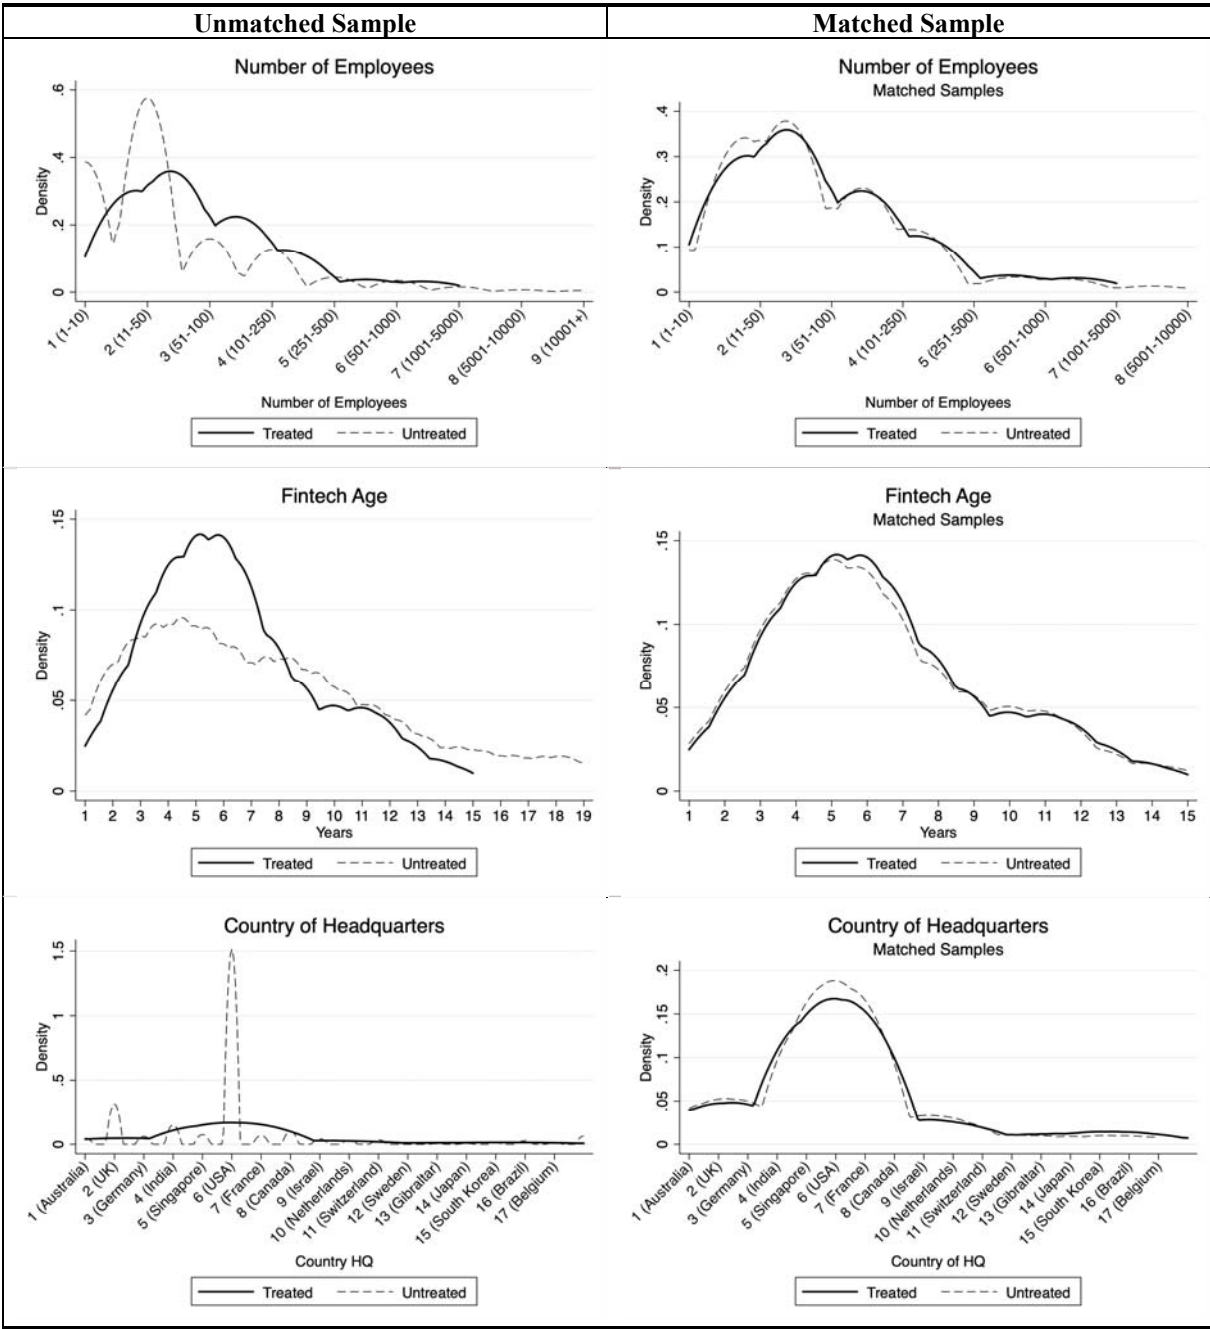 Unmatched Sample
Matched Sample
Number of Employees
Density
.6
.4
.2
0
1 (1-10)
2 (11-50)
3 (51-100)
4 (101-250)
5 (251-500)
6 (501-1000)
7 (1001-5000)
8 (5001-10000)
9 (10001+)
Number of Employees
Treated
Untreated
Number of Employees
Matched Samples
Density
.4
.3
.2
.1
0
1 (1-10)
2 (11-50)
3 (51-100)
4 (101-250)
5 (251-500)
6 (501-1000)
7 (1001-5000)
8 (5001-10000)
Number of Employees
Treated
Untreated
Fintech Age
Density
.15
.1
.05
0
1 2 3 4 5 6 7 8 9 10 11 12 13 14 15 16 17 18 19
Years
Treated
Untreated
Fintech Age
Matched Samples
Density
.15
.1
.05
0
1 2 3 4 5 6 7 8 9 10 11 12 13 14 15
Years
Treated
Untreated
Country of Headquarters
Density
1.5
1
.5
0
1 (Australia)
2 (UK)
3 (Germany)
4 (India)
5 (Singapore)
6 (USA)
7 (France)
8 (Canada)
9 (Israel)
10 (Netherlands)
11 (Switzerland)
12 (Sweden)
13 (Gibraltar)
14 (Japan)
15 (South Korea)
16 (Brazil)
17 (Belgium)
Country HQ
Treated
Untreated
Country of Headquarters
Matched Samples
Density
.2
.15
.1
.05
0
1 (Australia)
2 (UK)
3 (Germany)
4 (India)
5 (Singapore)
6 (USA)
7 (France)
8 (Canada)
9 (Israel)
10 (Netherlands)
11 (Switzerland)
12 (Sweden)
13 (Gibraltar)
14 (Japan)
15 (South Korea)
16 (Brazil)
17 (Belgium)
Country of HQ
Treated
Untreated